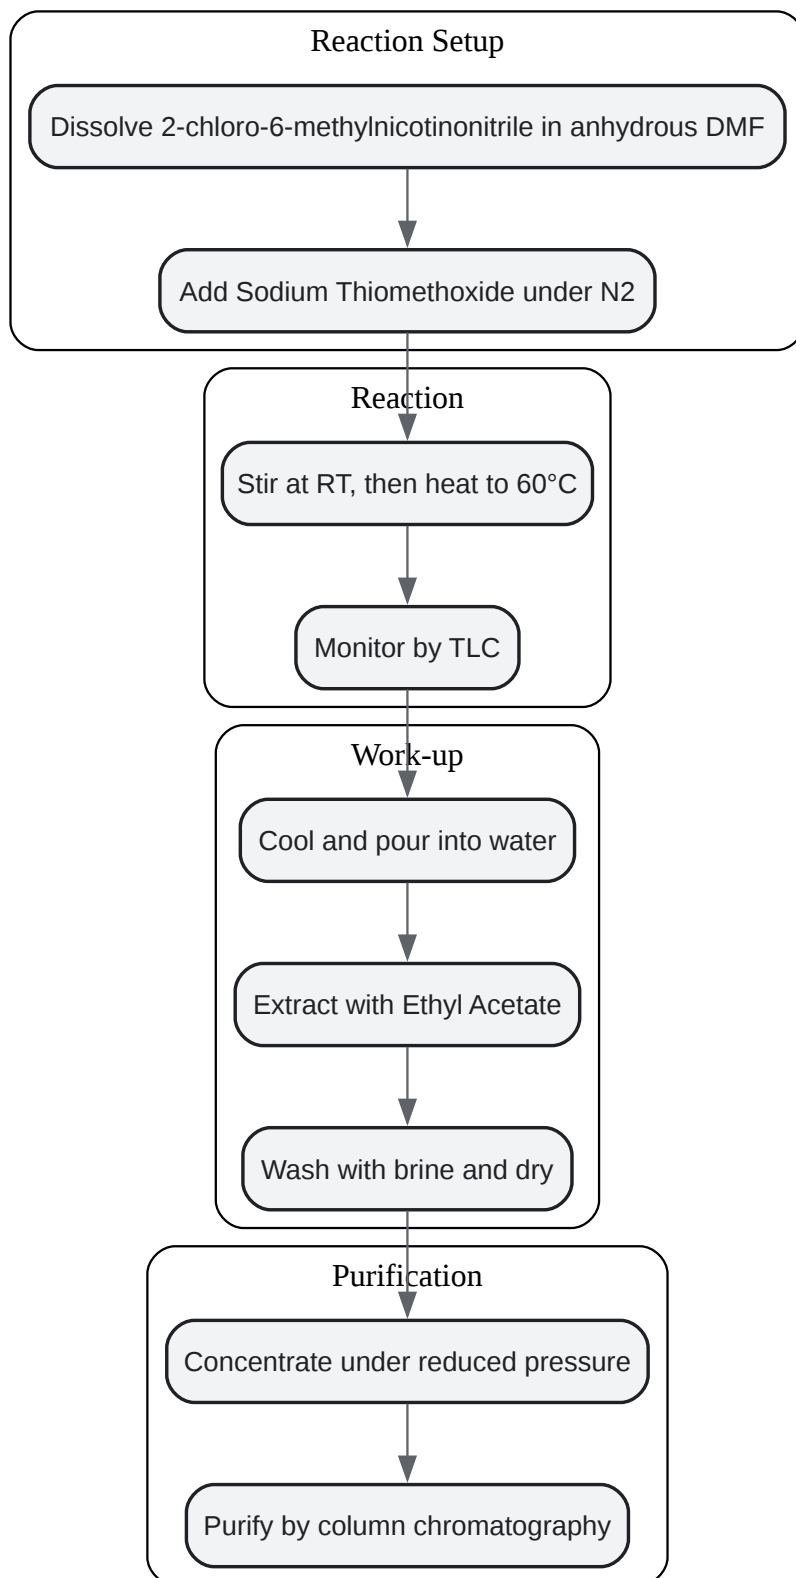 Reaction Setup
Dissolve 2-chloro-6-methylnicotinonitrile in anhydrous DMF
Add Sodium Thiomethoxide under N2
Reaction
Stir at RT, then heat to 60°C
Monitor by TLC
Work-up
Cool and pour into water
Extract with Ethyl Acetate
Wash with brine and dry
Purification
Concentrate under reduced pressure
Purify by column chromatography